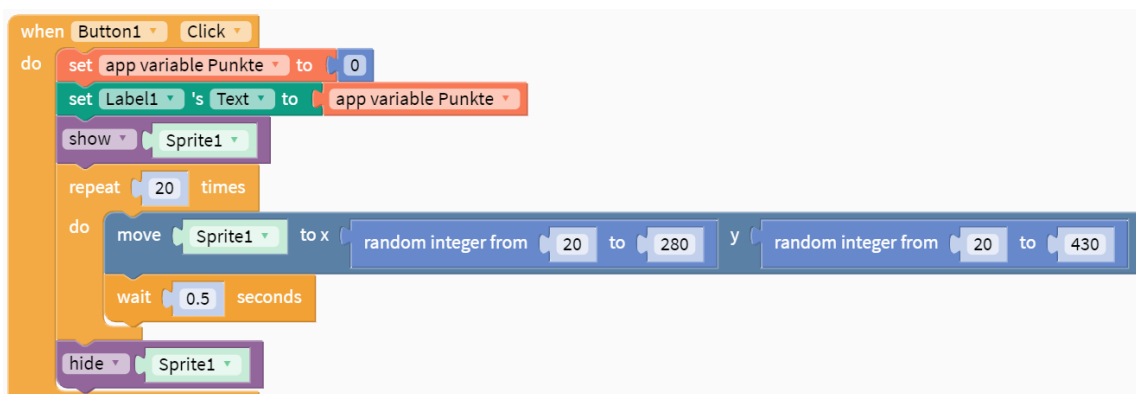 when Button1 Click
do set app variable Punkte to 0
set Label1 's Text to app variable Punkte
show Sprite1
repeat 20 times
do move Sprite1 to x random integer from 20 to 280 y random integer from 20 to 430
wait 0.5 seconds
hide Sprite1